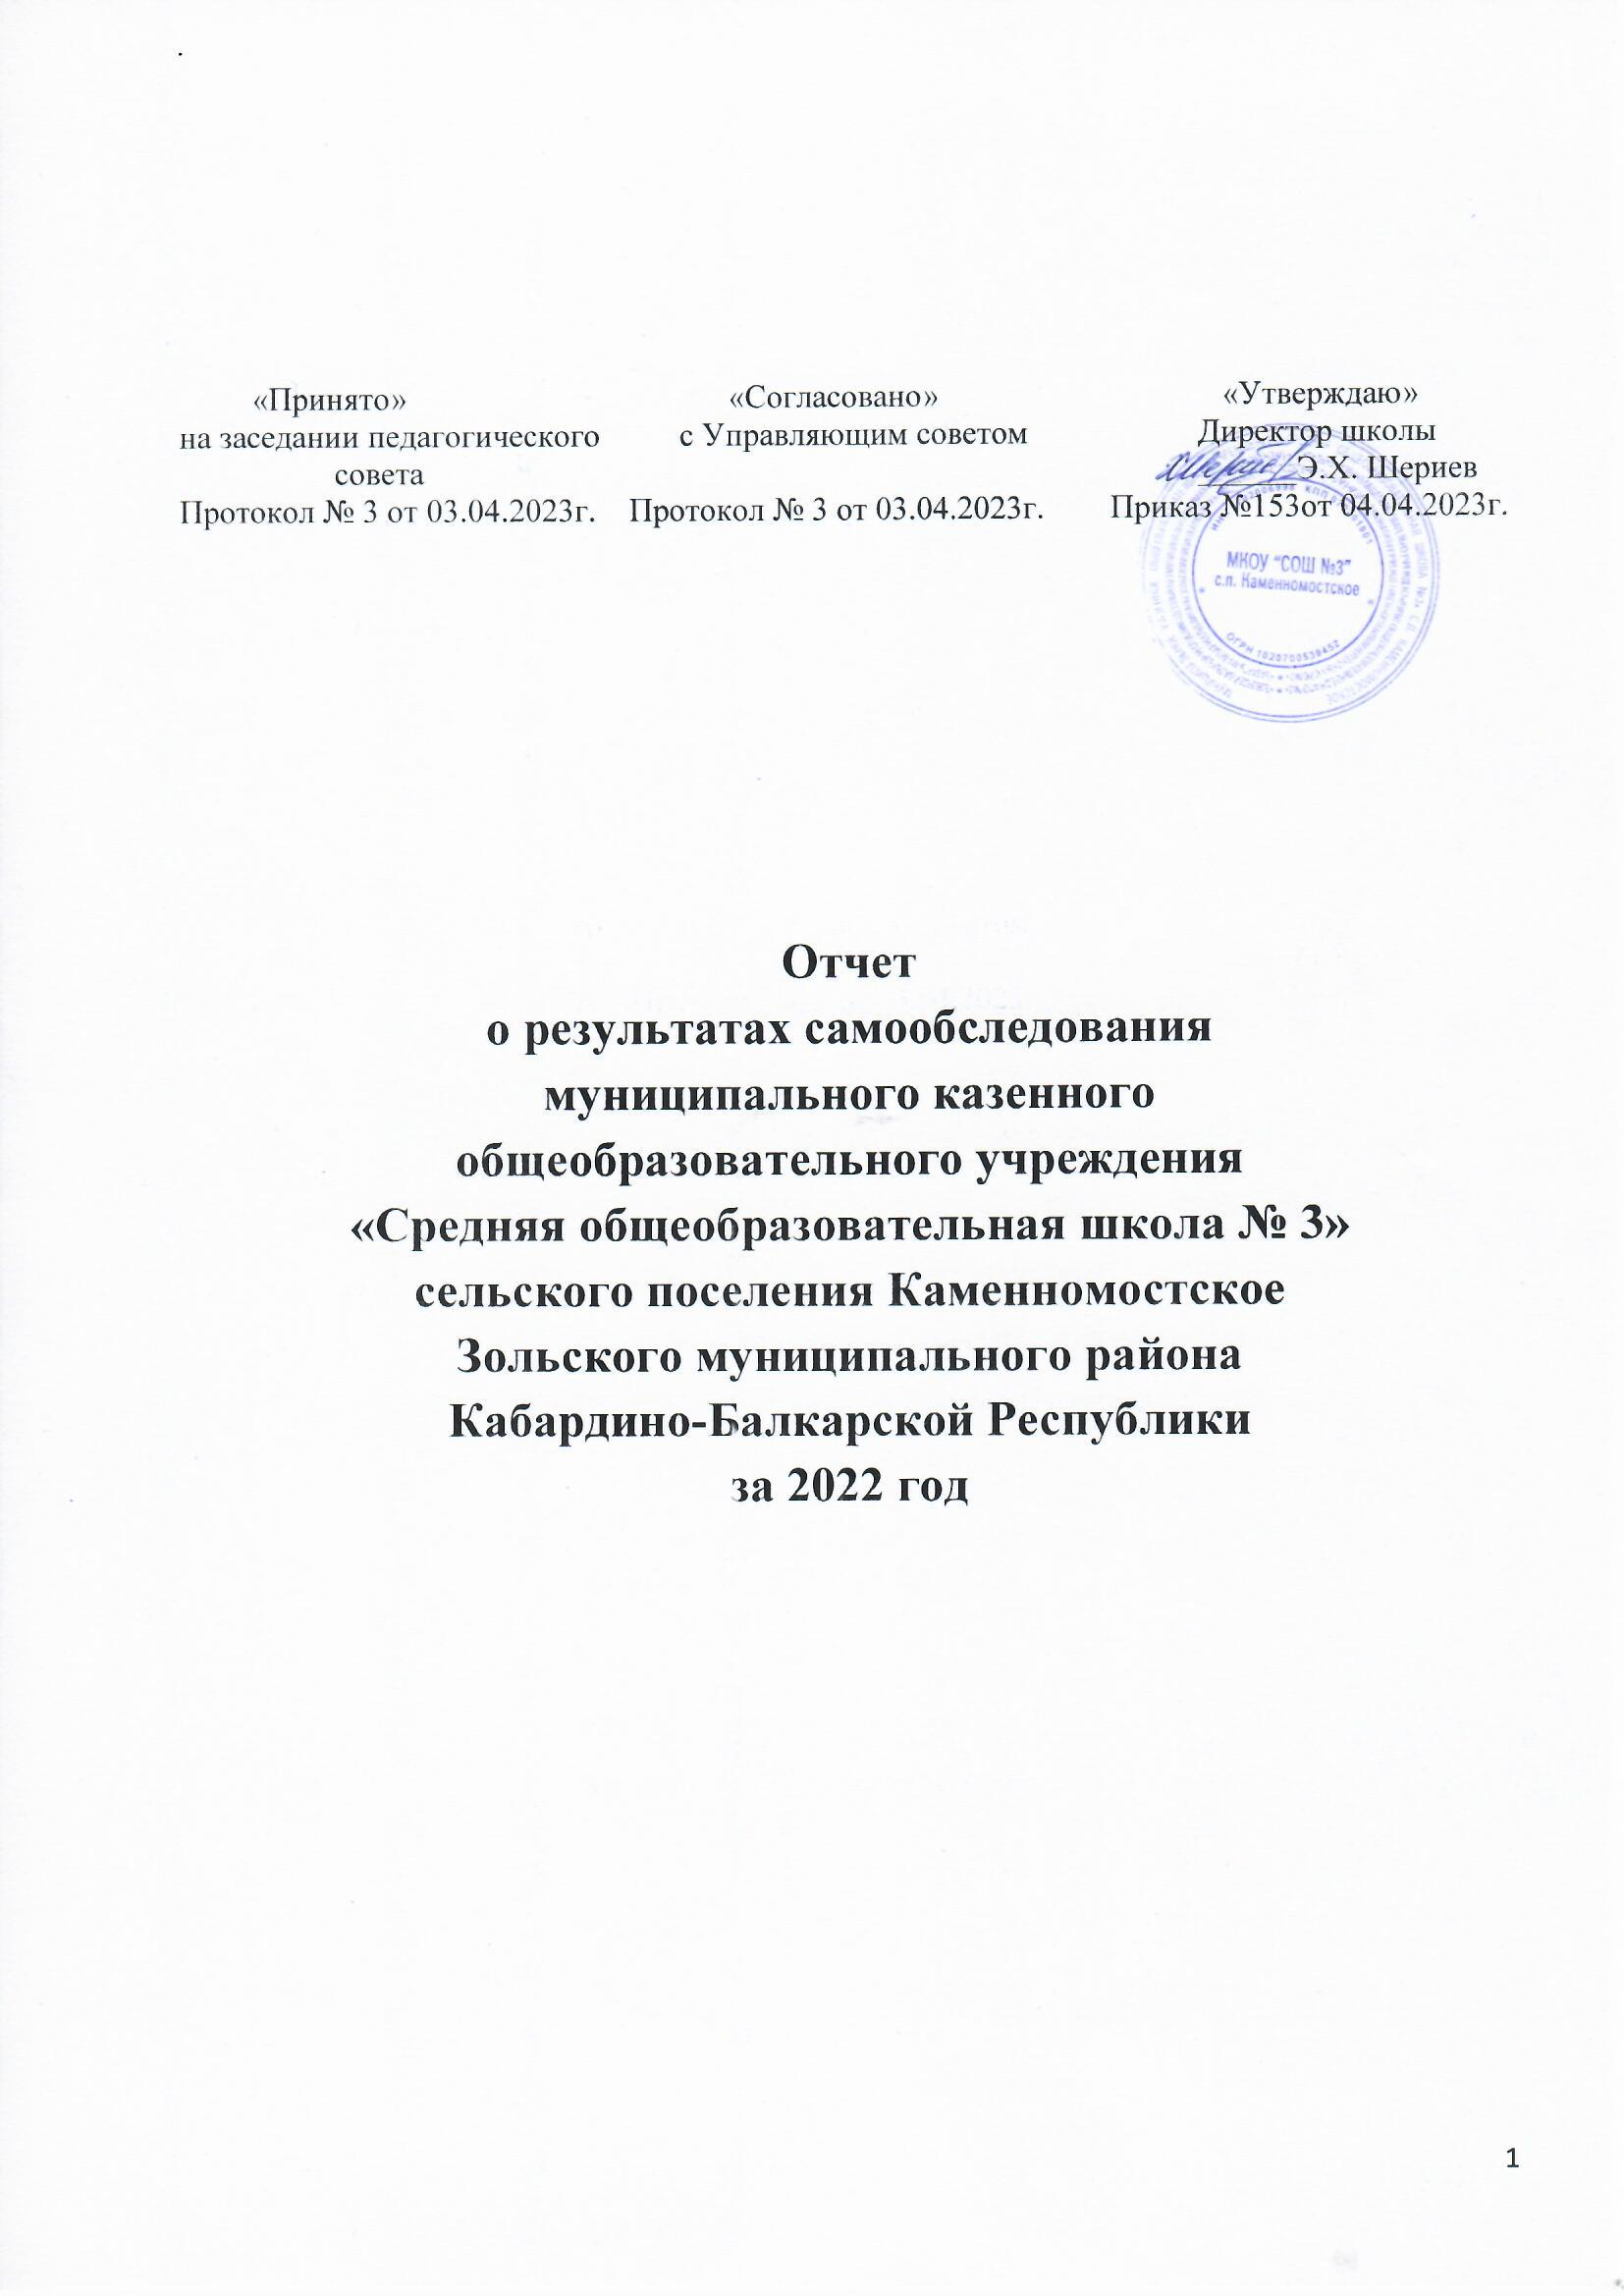 «Принято»
на заседании педагогического
совета
Протокол № 3 от 03.04.2023г.
«Согласовано»
с Управляющим советом
Протокол № 3 от 03.04.2023г.
«Утверждаю»
Директор школы
Э.Х. Шериев
Приказ №153от 04.04.2023г.
МКОУ "СОШ №3"
с.п. Каменномостское
ОГРН 1020700539452
Отчет
о результатах самообследования
муниципального казенного
общеобразовательного учреждения
«Средняя общеобразовательная школа № 3»
сельского поселения Каменномостское
Зольского муниципального района
Кабардино-Балкарской Республики
за 2022 год
1